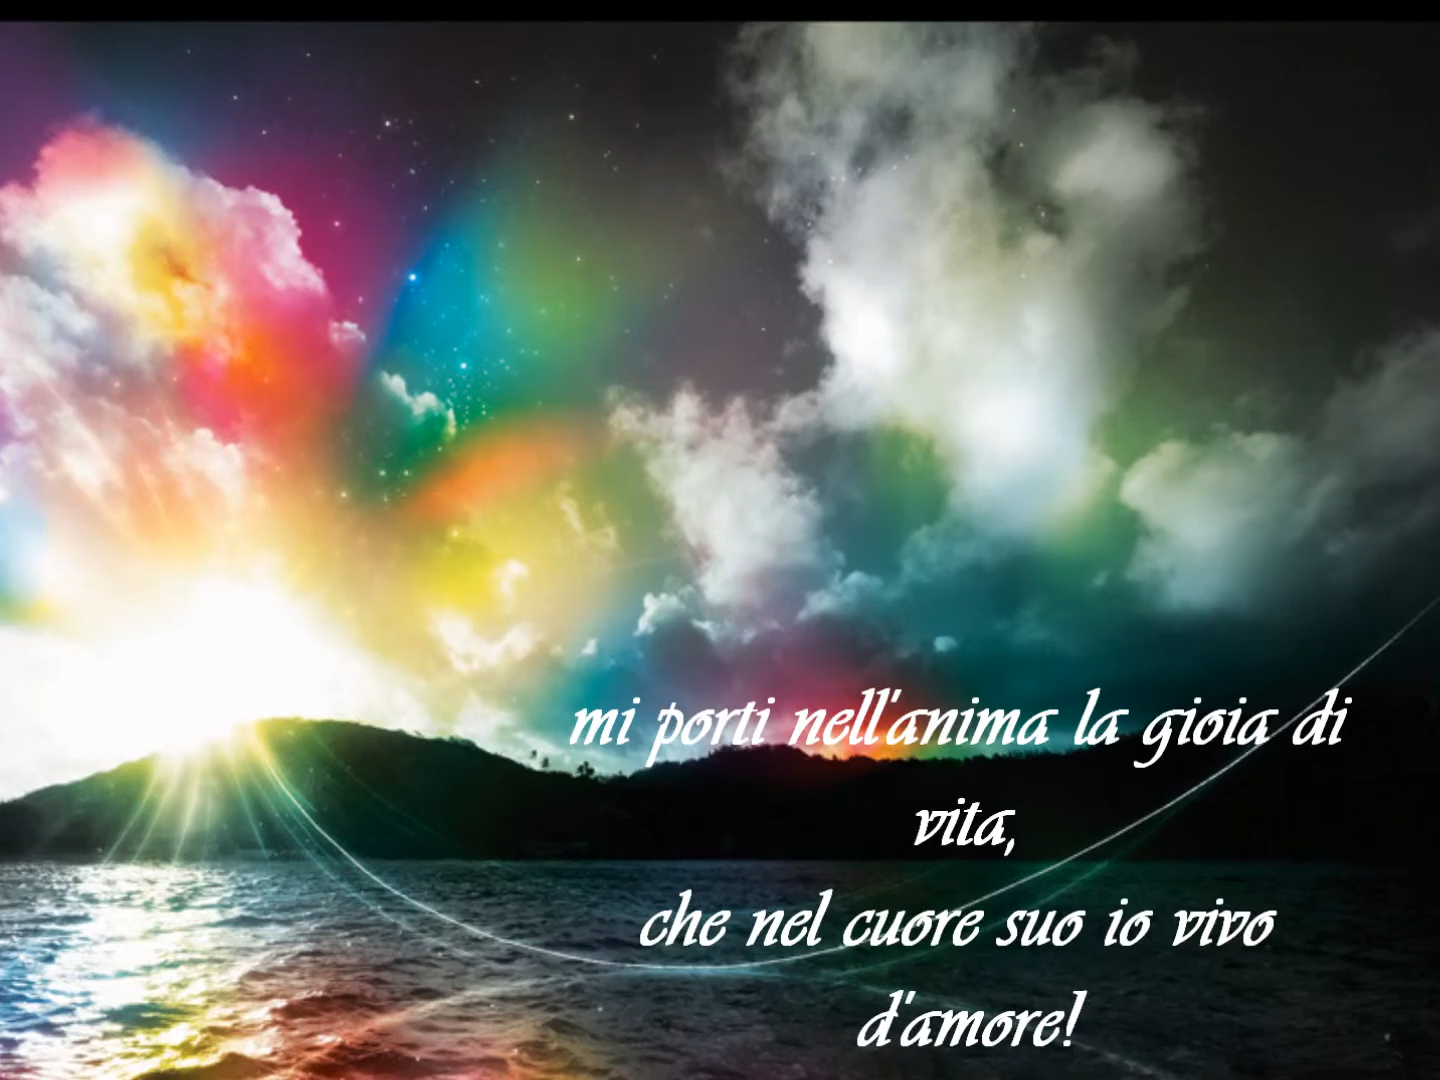 mi porti nell'anima la gioia di
vita,
che nel cuore suo io vivo
d'amore!